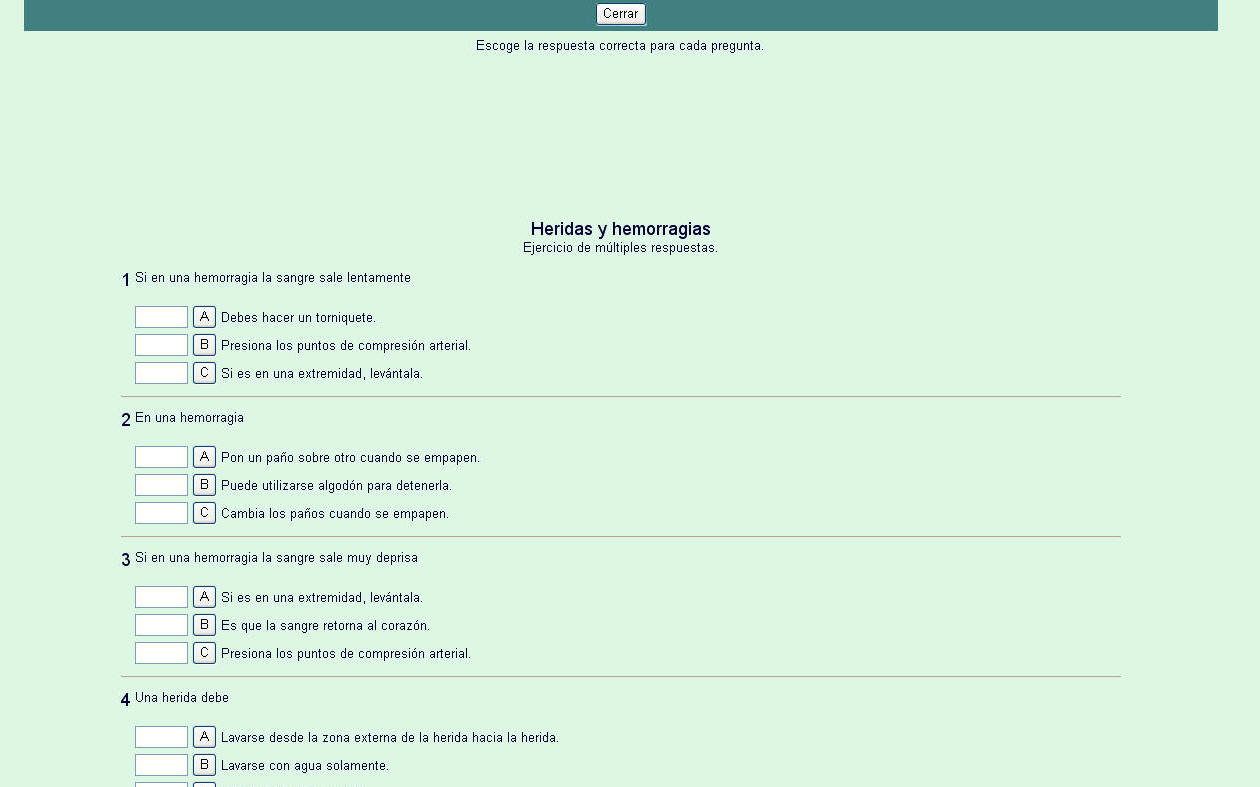 Cerrar
Escoge la respuesta correcta para cada pregunta.
Heridas y hemorragias
Ejercicio de múltiples respuestas.
1 Si en una hemorragia la sangre sale lentamente
A Debes hacer un torniquete.
B Presiona los puntos de compresión arterial.
C Si es en una extremidad, levántala.
2 En una hemorragia
A Pon un paño sobre otro cuando se empapen.
B Puede utilizarse algodón para detenerla.
C Cambia los paños cuando se empapen.
3 Si en una hemorragia la sangre sale muy deprisa
A Si es en una extremidad, levántala.
B Es que la sangre retorna al corazón.
C Presiona los puntos de compresión arterial.
4 Una herida debe
A Lavarse desde la zona externa de la herida hacia la herida.
B Lavarse con agua solamente.